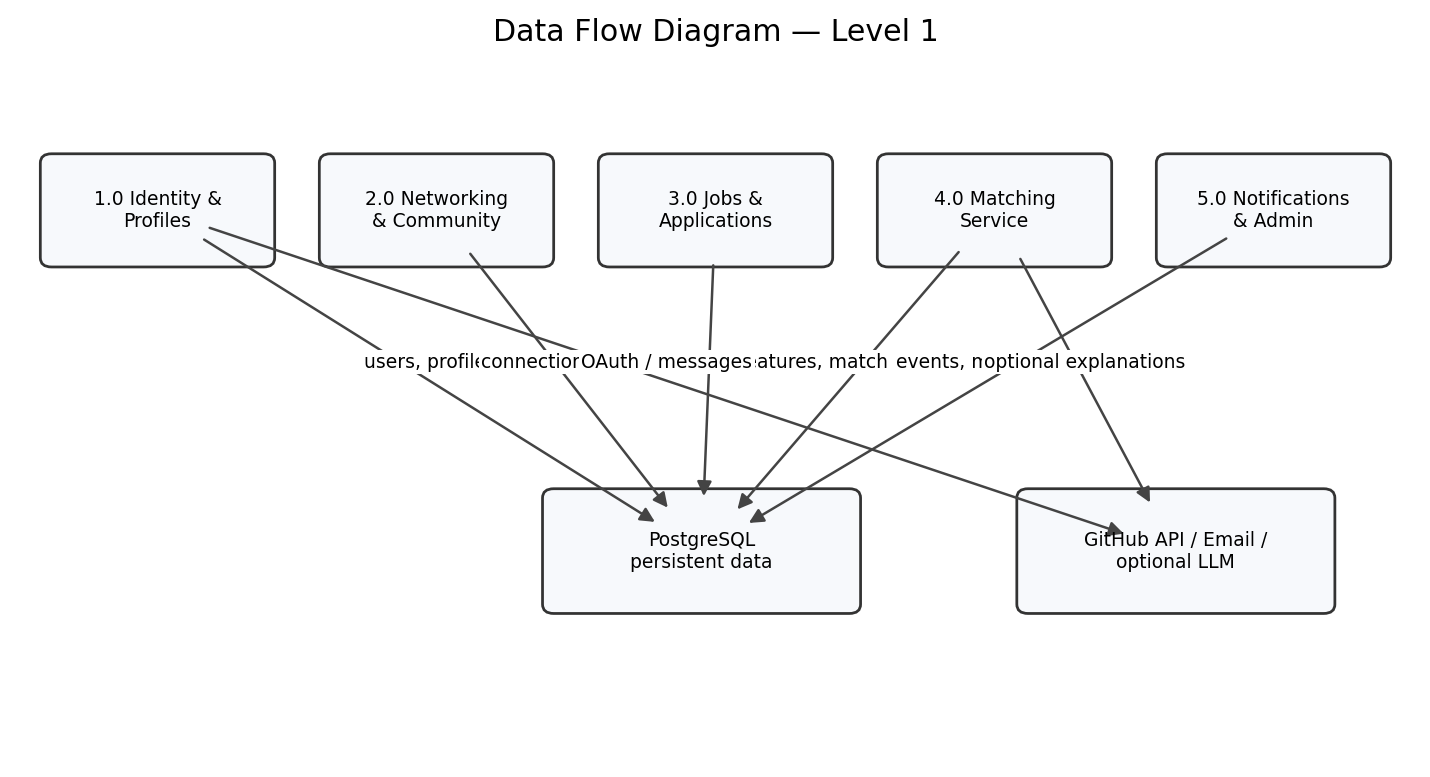 Data Flow Diagram — Level 1
1.0 Identity &
Profiles
2.0 Networking
& Community
3.0 Jobs &
Applications
4.0 Matching
Service
5.0 Notifications
& Admin
users,
OAuth / messages
match
events,
optional explanations
PostgreSQL
persistent data
GitHub API / Email /
optional LLM